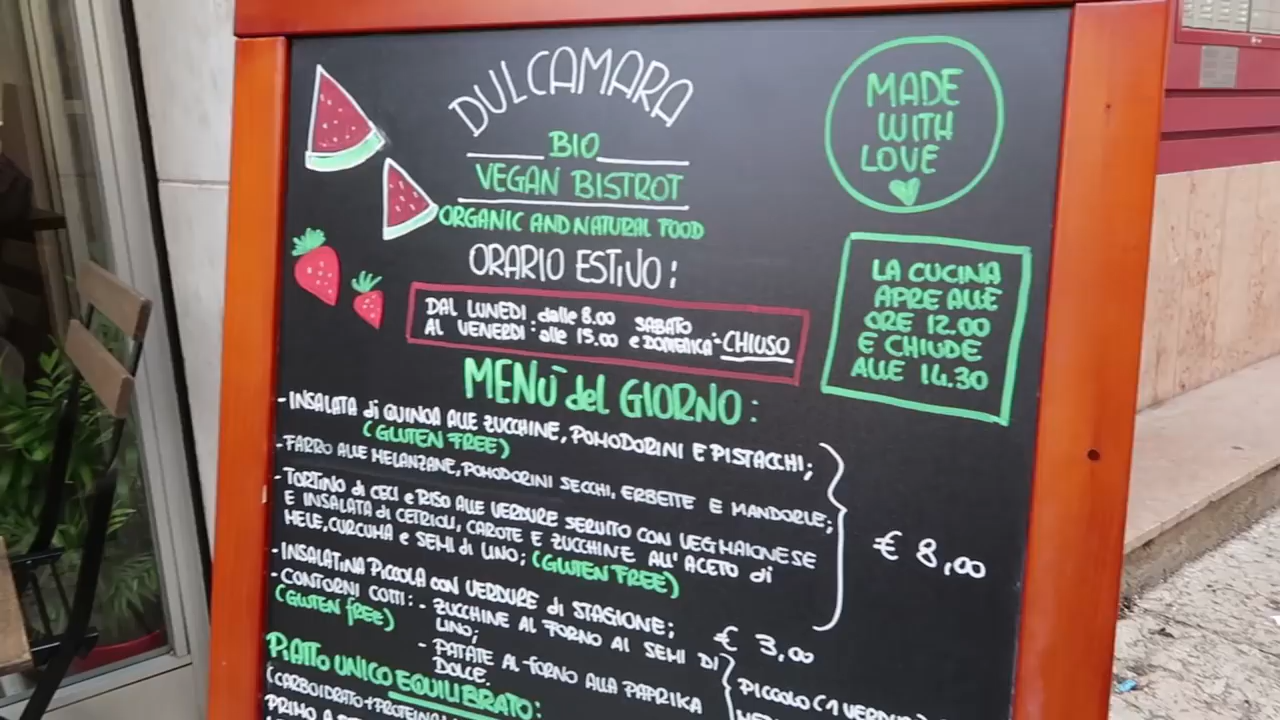 DULCAMARA
BIO
VEGAN BISTROT
ORGANIC AND NATURAL FOOD
ORARIO ESTIVO:
DAL LUNEDI dalle 8.00 SABATO
AL VENERDI: alle 15.00 e DOMENICA: CHIUSO
MADE
WITH
LOVE
LA CUCINA
APRE ALLE
ORE 12.00
E CHIUDE
ALLE 14.30
MENÙ del GIORNO:
- INSALATA di QUINOA ALLE ZUCCHINE, POMODORINI E PISTACCHI;
(GLUTEN FREE)
- FARRO ALLE MELANZANE, POMODORINI SECCHI, ERBETTE E MANDORLE;
- TORTINO di CECI e RISO ALLE VERDURE SERVITO CON VEGMAIONESE
E INSALATA di CETRIOLI, CAROTE E ZUCCHINE ALL'ACETO di
MELE, CURCUMA e SEMI di LINO; (GLUTEN FREE)
€ 8,00
- INSALATINA PICCOLA CON VERDURE di STAGIONE; € 3,00
- CONTORNI COTTI: - ZUCCHINE AL FORNO AI SEMI DI
(GLUTEN free) LINO;
- PATATE AL FORNO ALLA PAPRIKA
DOLCE.
PICCOLO (1
PIATTO UNICO EQUILIBRATO:
(CARBOIDRATO + PROTEINA
PRIMO